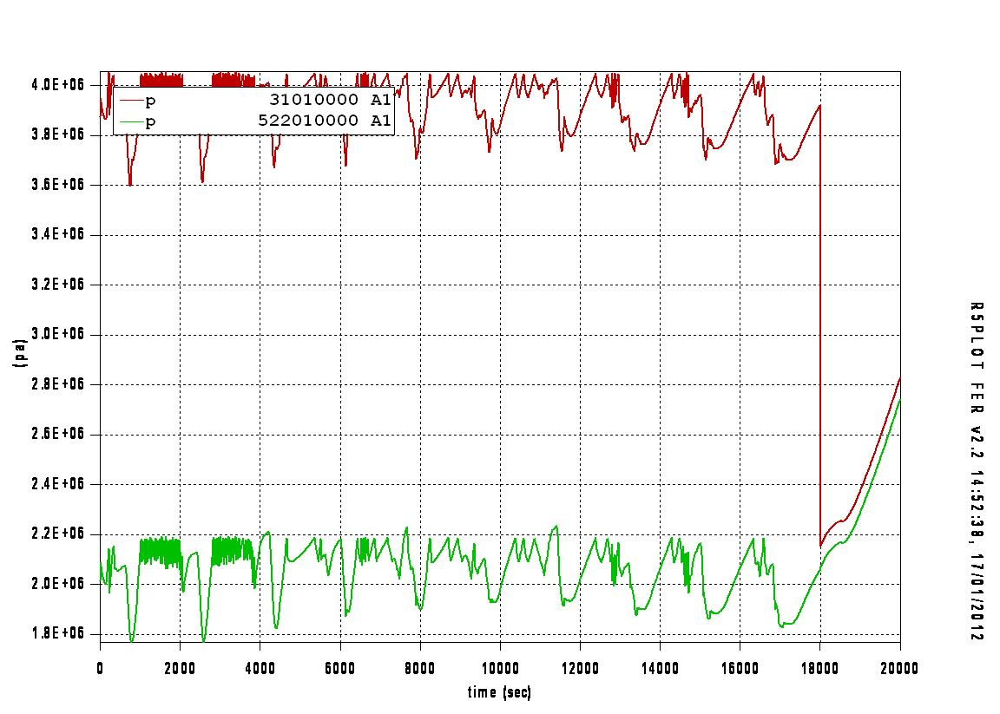 4.0E+06
p 31010000 A1
p 522010000 A1
3.8E+06
3.6E+06
3.4E+06
3.2E+06
3.0E+06
(pa)
2.8E+06
2.6E+06
2.4E+06
2.2E+06
2.0E+06
1.8E+06
0 2000 4000 6000 8000 10000 12000 14000 16000 18000 20000
time (sec)
R5PLOT FER v2.2 14:52:38, 17/01/2012